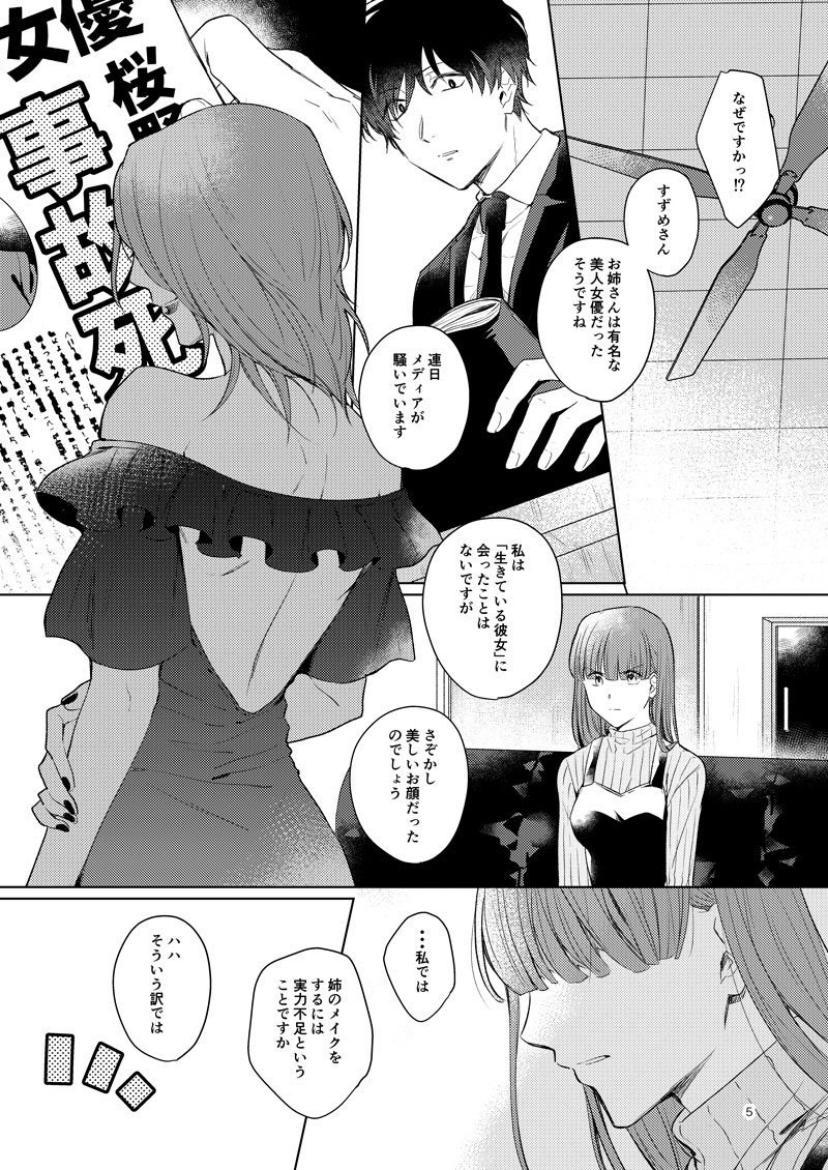 なぜですかっ!?
すずめさん
お姉さんは有名な
美人女優だった
そうですね
連日
メディアが
騒いでいます
女優
桜
事故死
私は
「生きている彼女」に
会ったことは
ないですが
さぞかし
美しいお顔だった
のでしょう
…私では
姉のメイクを
するには
実力不足という
ことですか
ハハ
そういう訳では
5